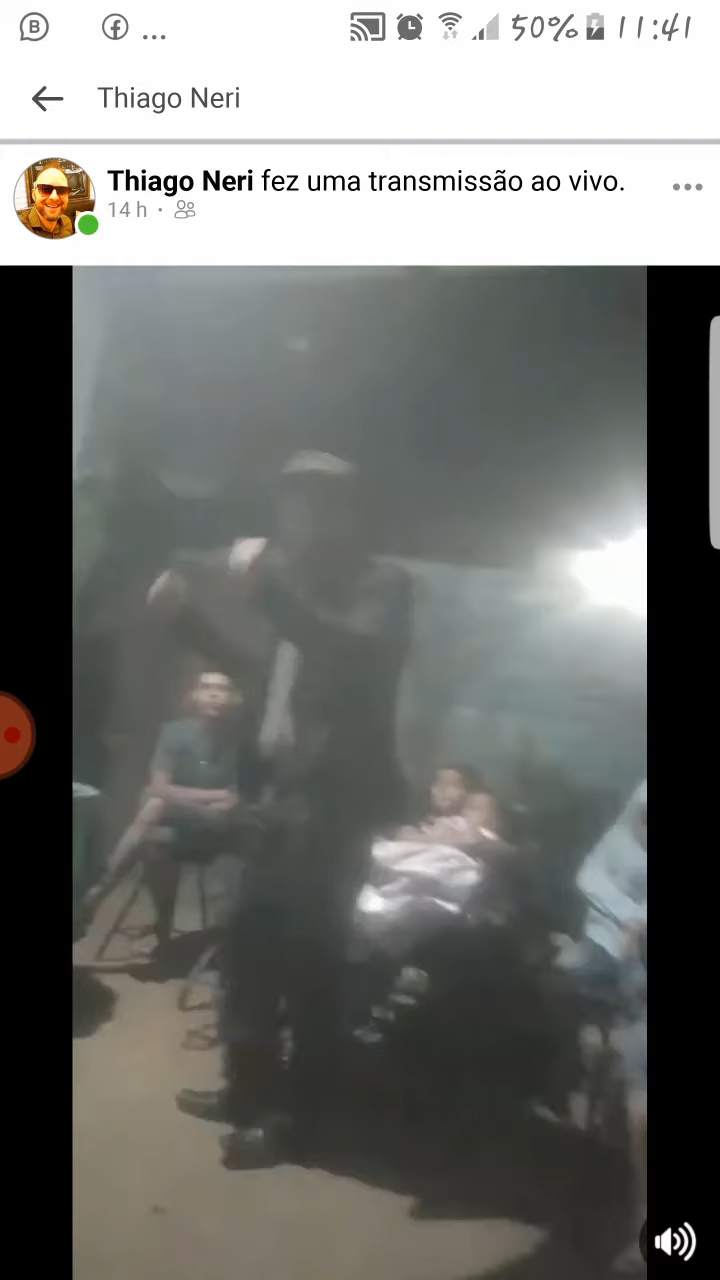 B
50% 11:41
Thiago Neri
Thiago Neri fez uma transmissão ao vivo.
14 h ·